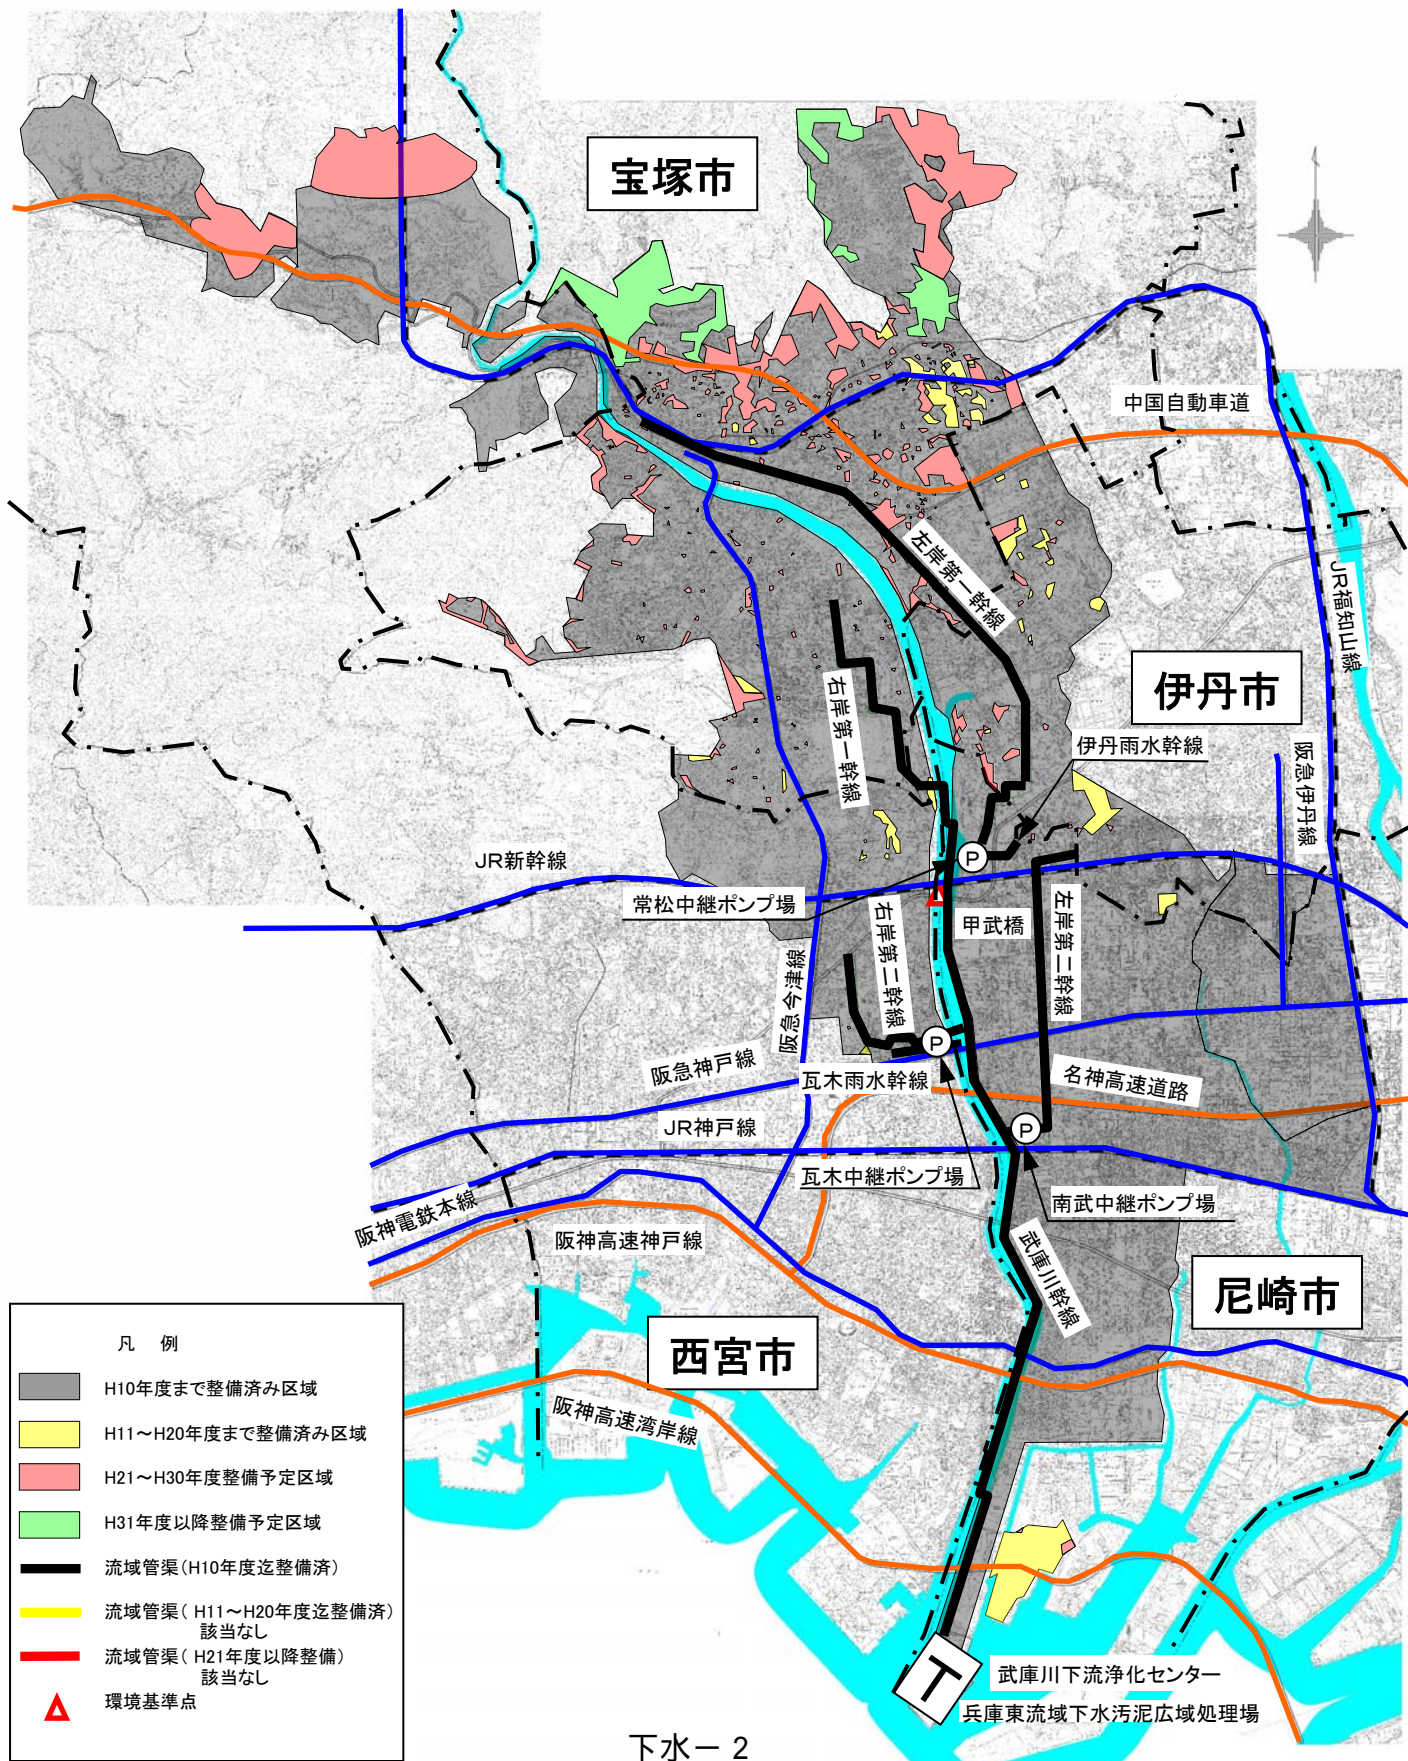 宝塚市
中国自動車道
左岸第一幹線
JR福知山線
伊丹市
右岸第一幹線
伊丹雨水幹線
阪急伊丹線
JR新幹線
P
常松中継ポンプ場
甲武橋
右岸第二幹線
左岸第二幹線
阪急今津線
P
阪急神戸線
瓦木雨水幹線
名神高速道路
JR神戸線
P
瓦木中継ポンプ場
南武中継ポンプ場
阪神電鉄本線
阪神高速神戸線
武庫川幹線
尼崎市
西宮市
阪神高速湾岸線
凡 例
H10年度まで整備済み区域
H11~H20年度まで整備済み区域
H21~H30年度整備予定区域
H31年度以降整備予定区域
流域管渠(H10年度迄整備済)
流域管渠( H11~H20年度迄整備済)
該当なし
流域管渠( H21年度以降整備)
該当なし
環境基準点
T
武庫川下流浄化センター
兵庫東流域下水汚泥広域処理場
下水ー 2